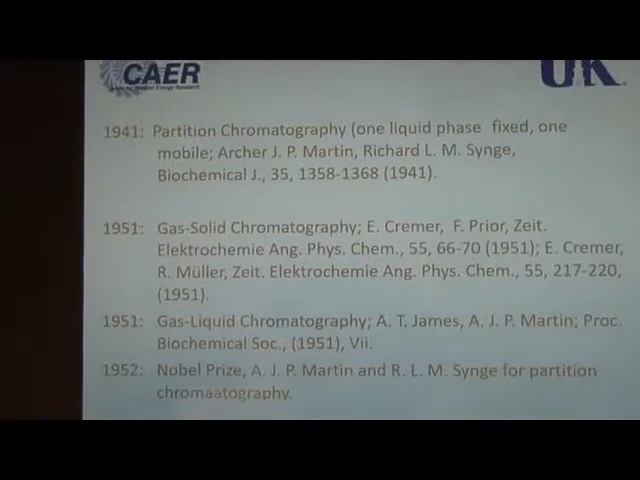 CAER
UK
1941: Partition Chromatography (one liquid phase fixed, one
mobile; Archer J. P. Martin, Richard L. M. Synge,
Biochemical J., 35, 1358-1368 (1941).
1951: Gas-Solid Chromatography; E. Cremer, F. Prior, Zeit.
Elektrochemie Ang. Phys. Chem., 55, 66-70 (1951); E. Cremer,
R. Müller, Zeit. Elektrochemie Ang. Phys. Chem., 55, 217-220,
(1951).
1951: Gas-Liquid Chromatography; A. T. James, A. J. P. Martin; Proc.
Biochemical Soc., (1951), Vii.
1952: Nobel Prize, A. J. P. Martin and R. L. M. Synge for partition
chromaatography.